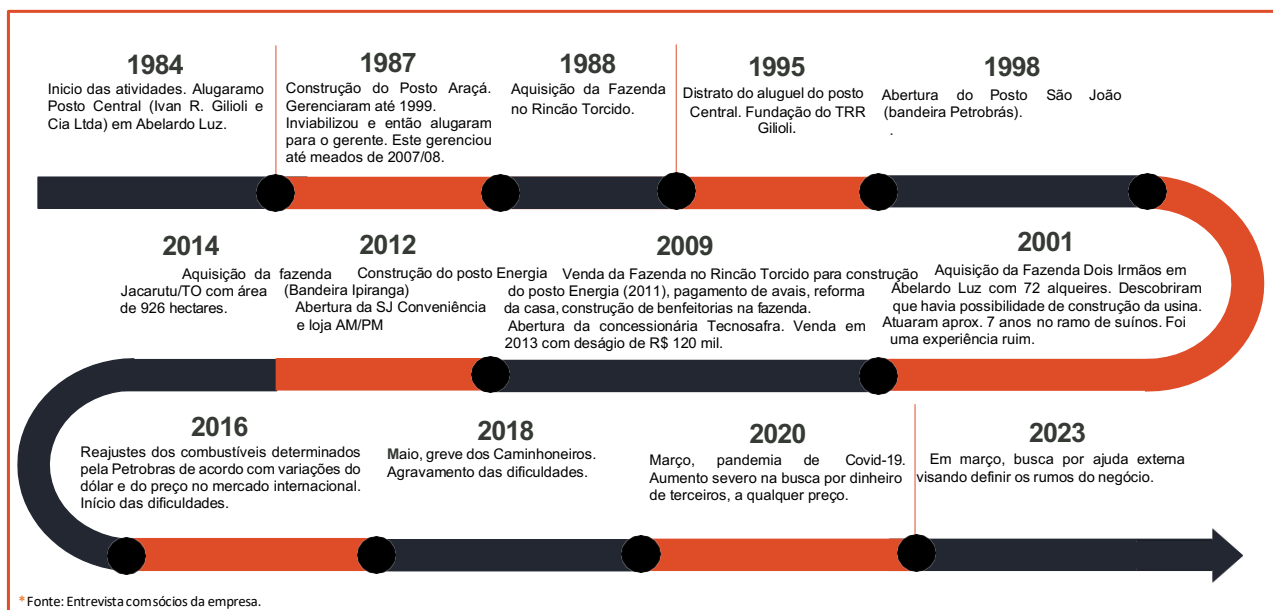 1984
Inicio das atividades. Alugaramo
Posto Central (Ivan R. Gilioli e
Cia Ltda) em Abelardo Luz.
1987
Construção do Posto Araçá.
Gerenciaram até 1999.
Inviabilizou e então alugaram
para o gerente. Este gerenciou
até meados de 2007/08.
1988
Aquisição da Fazenda
no Rincão Torcido.
1995
Distrato do aluguel do posto
Central. Fundação do TRR
Gilioli.
1998
Abertura do Posto São João
(bandeira Petrobrás).
.
2014
Aquisição da fazenda
Jacarutu/TO com área
de 926 hectares.
2012
Construção do posto Energia
(Bandeira Ipiranga)
Abertura da SJ Conveniência
e loja AM/PM
2009
Venda da Fazenda no Rincão Torcido para construção
do posto Energia (2011), pagamento de avais, reforma
da casa, construção de benfeitorias na fazenda.
Abertura da concessionária Tecnosafra. Venda em
2013 com deságio de R$ 120 mil.
2001
Aquisição da Fazenda Dois Irmãos em
Abelardo Luz com 72 alqueires. Descobriram
que havia possibilidade de construção da usina.
Atuaram aprox. 7 anos no ramo de suínos. Foi
uma experiência ruim.
2016
Reajustes dos combustíveis determinados
pela Petrobras de acordo com variações do
dólar e do preço no mercado internacional.
Início das dificuldades.
2018
Maio, greve dos Caminhoneiros.
Agravamento das dificuldades.
2020
Março, pandemia de Covid-19.
Aumento severo na busca por dinheiro
de terceiros, a qualquer preço.
2023
Em março, busca por ajuda externa
visando definir os rumos do negócio.
*Fonte: Entrevista com sócios da empresa.